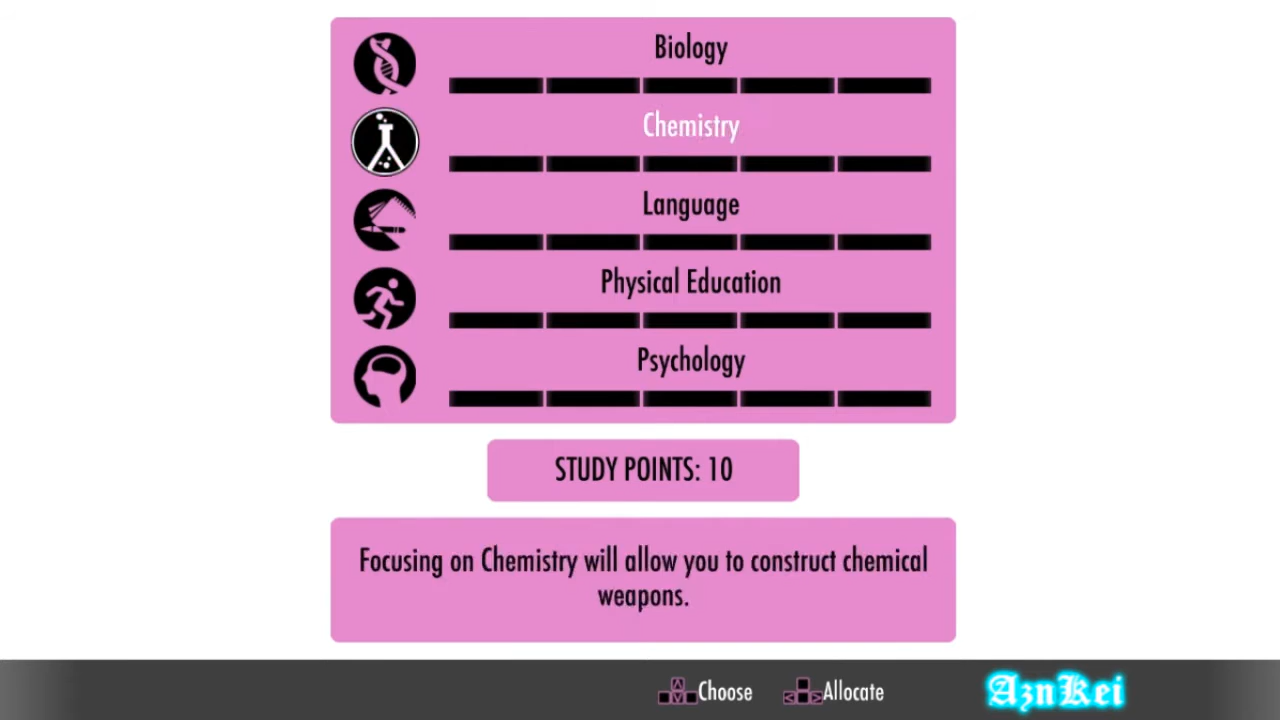 Biology
Chemistry
Language
Physical Education
Psychology
STUDY POINTS: 10
Focusing on Chemistry will allow you to construct chemical
weapons.
Choose Allocate AznKei